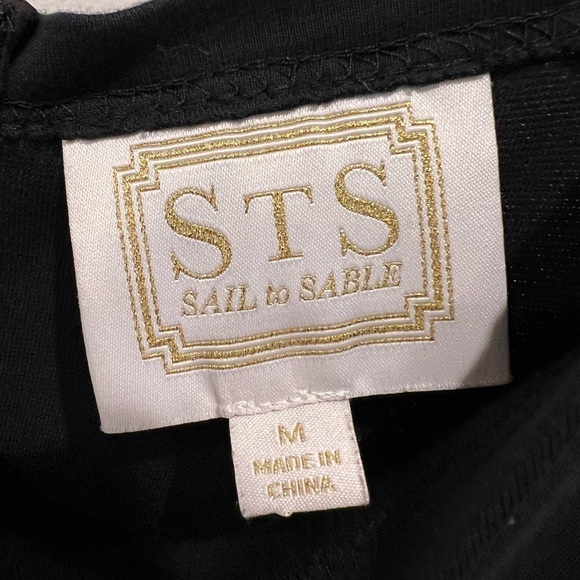 STS
SAIL to SABLE
M
MADE IN
CHINA